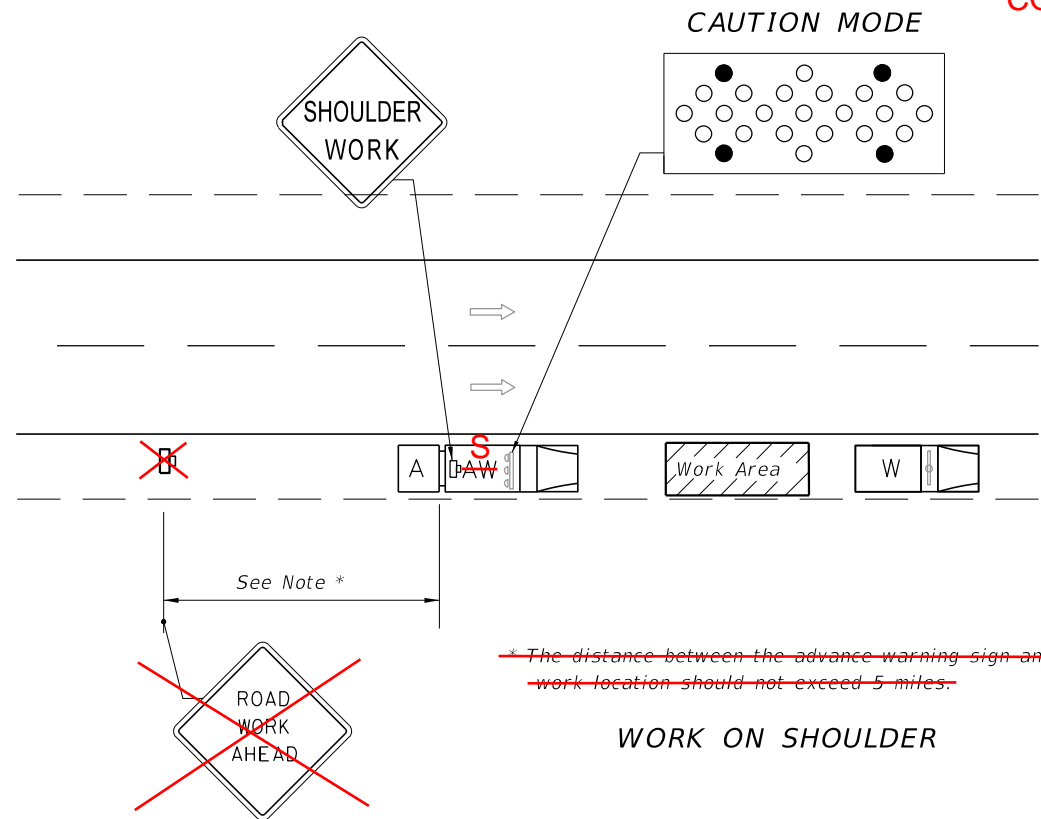 CAUTION MODE
SHOULDER
WORK
S
A
AW
Work Area
W
See Note *
* The distance between the advance warning sign an
work location should not exceed 5 miles.
ROAD
WORK
AHEAD
WORK ON SHOULDER